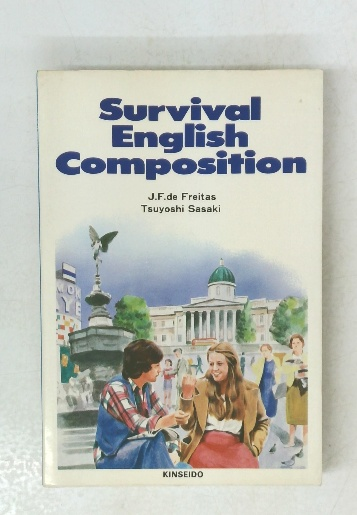 Survival
English
Composition
J.F.de Freitas
Tsuyoshi Sasaki
KINSEIDO